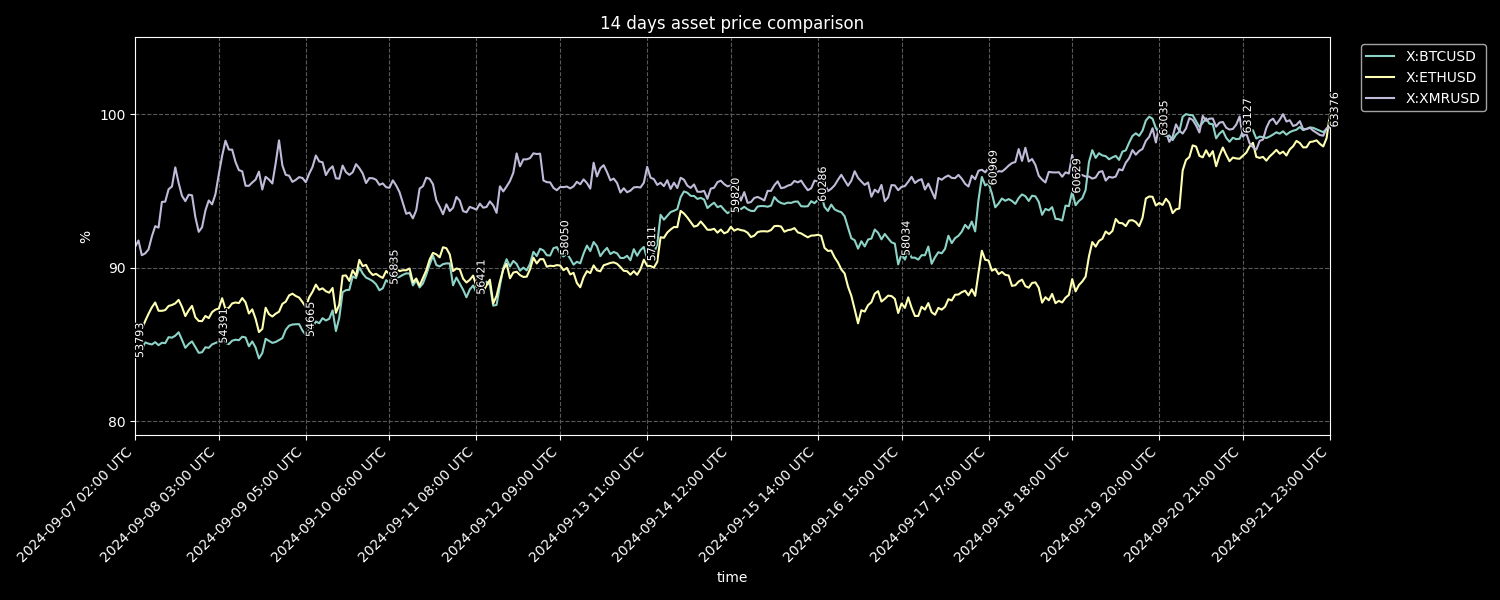 14 days asset price comparison
X:BTCUSD
X:ETHUSD
X:XMRUSD
%
100
90
80
53793
54391
54665
56835
56421
58050
57811
59820
60286
58034
60969
60629
63035
63127
63376
2024-09-07 02:00 UTC
2024-09-08 03:00 UTC
2024-09-09 05:00 UTC
2024-09-10 06:00 UTC
2024-09-11 08:00 UTC
2024-09-12 09:00 UTC
2024-09-13 11:00 UTC
2024-09-14 12:00 UTC
2024-09-15 14:00 UTC
2024-09-16 15:00 UTC
2024-09-17 17:00 UTC
2024-09-18 18:00 UTC
2024-09-19 20:00 UTC
2024-09-20 21:00 UTC
2024-09-21 23:00 UTC
time